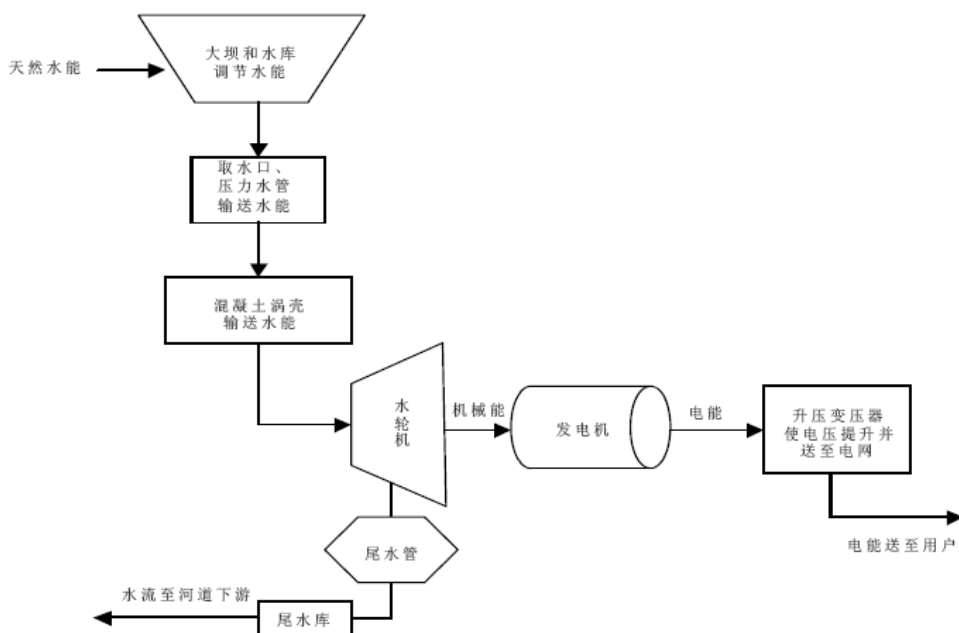 大坝和水库
调节水能
天然水能
取水口、
压力水管
输送水能
混凝土涡壳
输送水能
水轮机
机械能
发电机
电能
升压变压器
使电压提升并
送至电网
尾水管
电能送至用户
水流至河道下游
尾水库